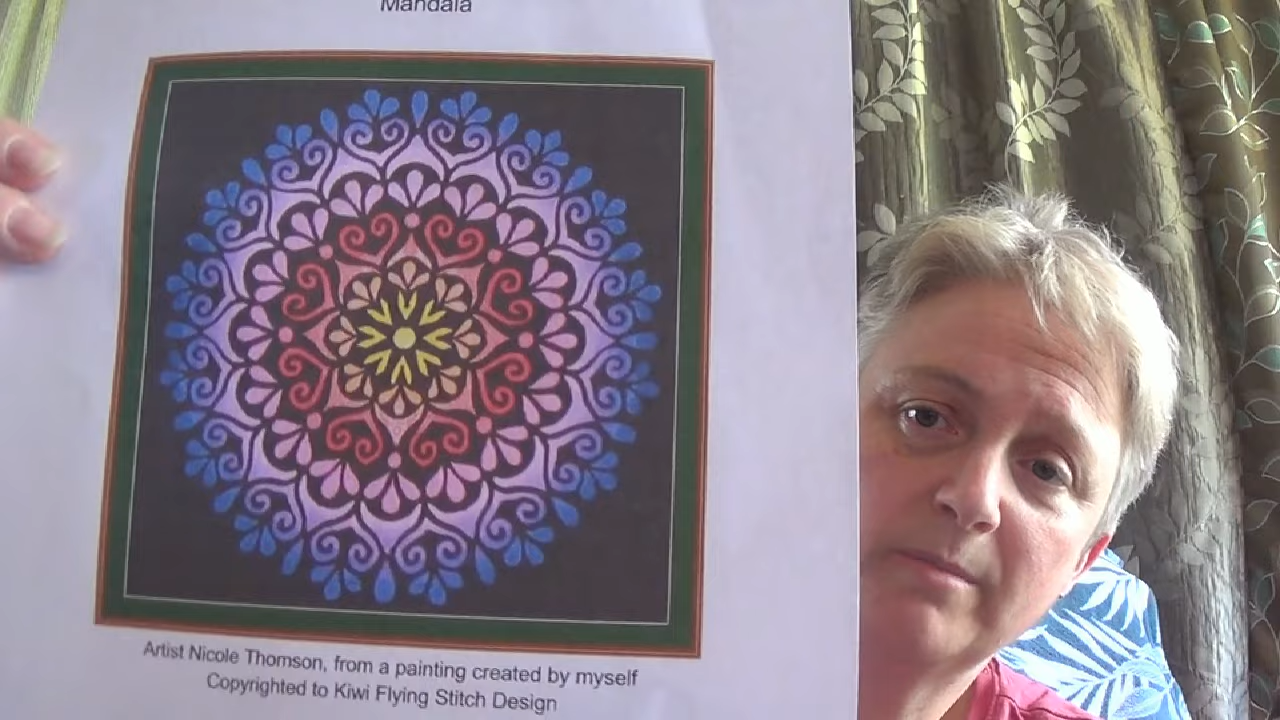 Mandala
Artist Nicole Thomson, from a painting created by myself
Copyrighted to Kiwi Flying Stitch Design